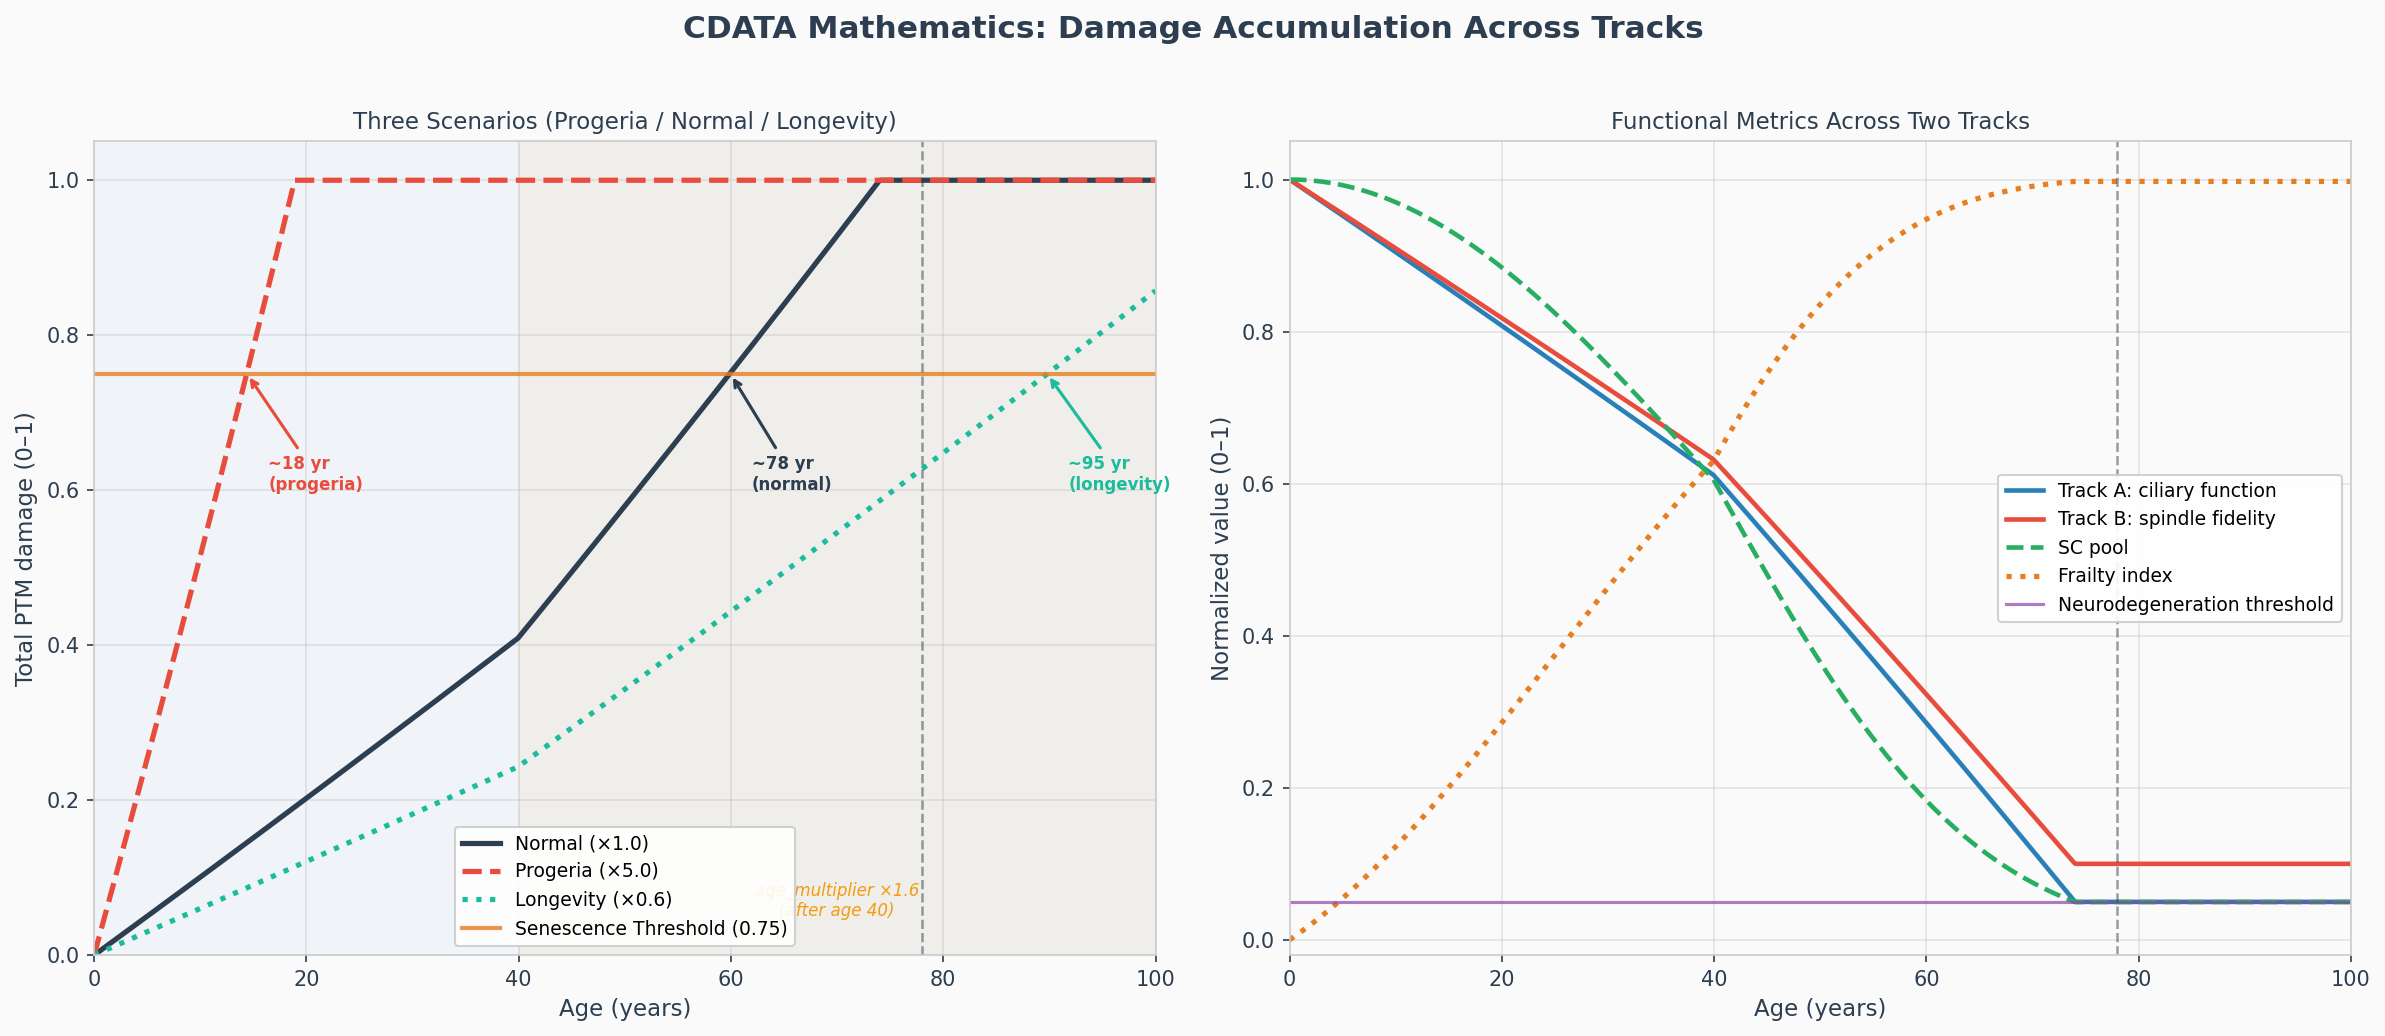 CDATA Mathematics: Damage Accumulation Across Tracks
Three Scenarios (Progeria / Normal / Longevity)
Total PTM damage (0–1)
1.0
0.8
0.6
0.4
0.2
0.0
~18 yr
(progeria)
~78 yr
(normal)
~95 yr
(longevity)
Normal (×1.0)
Progeria (×5.0)
Longevity (×0.6)
Senescence Threshold (0.75)
age multiplier ×1.6
(after age 40)
0 20 40 60 80 100
Age (years)
Functional Metrics Across Two Tracks
Normalized value (0–1)
1.0
0.8
0.6
0.4
0.2
0.0
Track A: ciliary function
Track B: spindle fidelity
SC pool
Frailty index
Neurodegeneration threshold
0 20 40 60 80 100
Age (years)